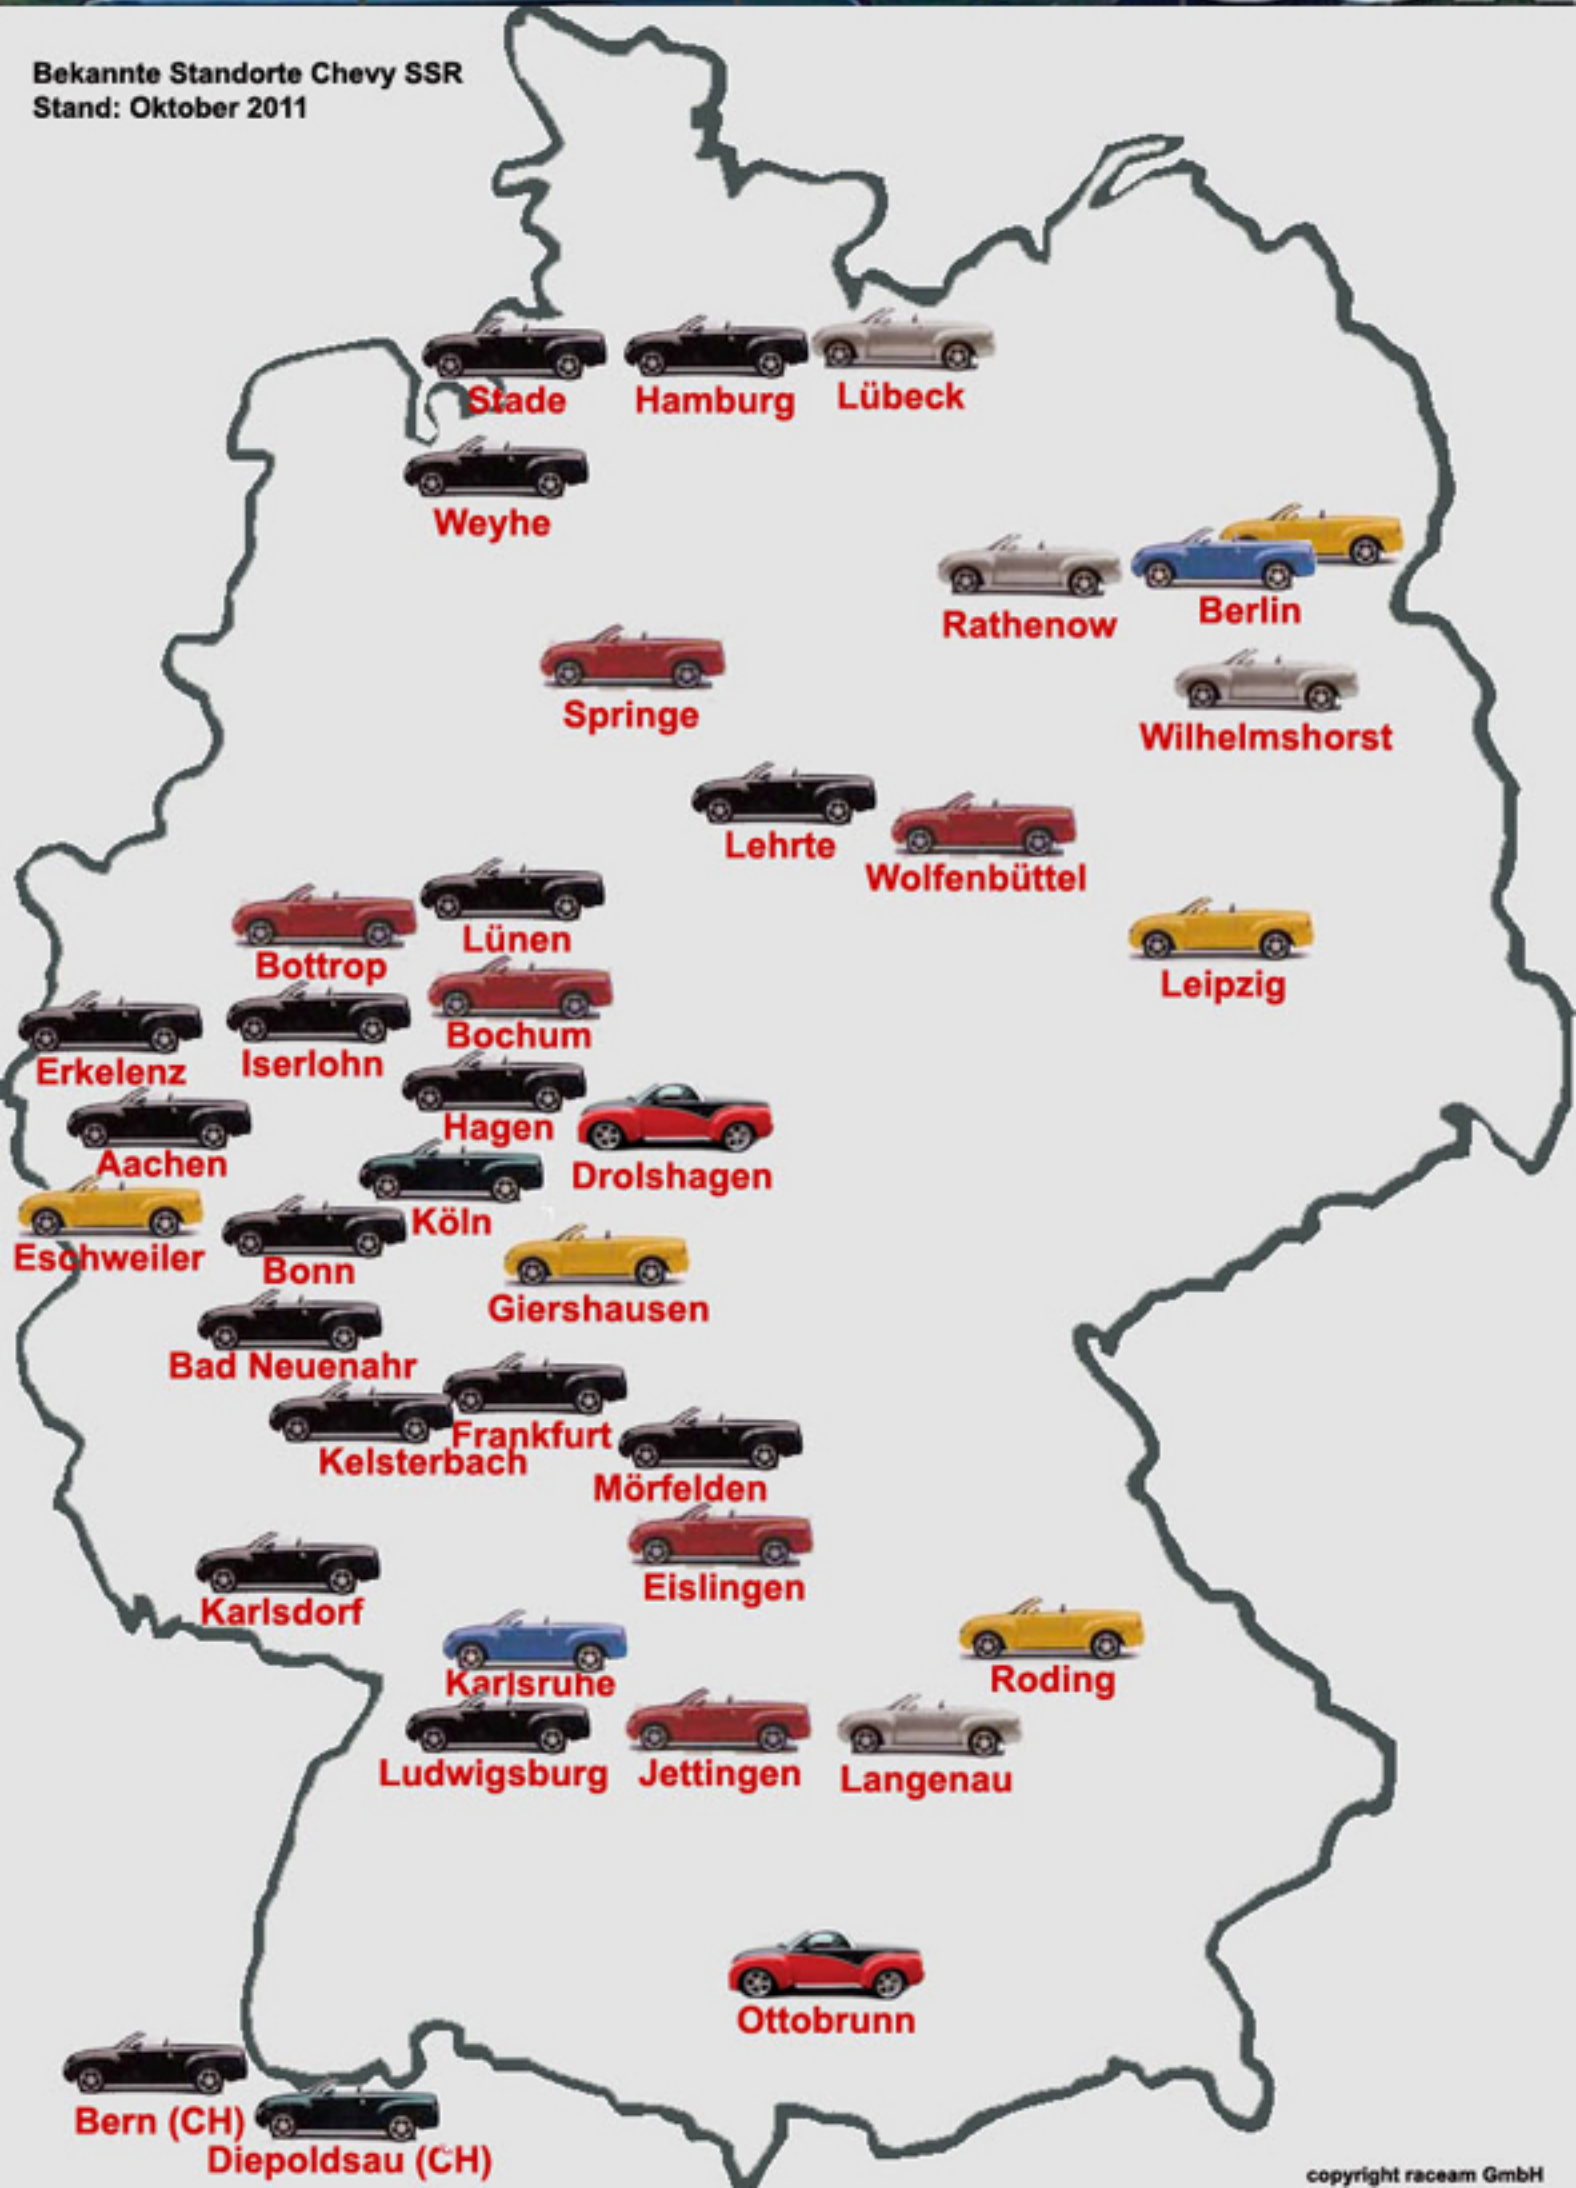 Bekannte Standorte Chevy SSR
Stand: Oktober 2011
Stade
Hamburg
Lübeck
Weyhe
Berlin
Rathenow
Springe
Wilhelmshorst
Lehrte
Wolfenbüttel
Lünen
Bottrop
Leipzig
Bochum
Iserlohn
Erkelenz
Hagen
Aachen
Drolshagen
Köln
Eschweiler
Bonn
Giershausen
Bad Neuenahr
Frankfurt
Kelsterbach
Mörfelden
Eislingen
Karlsdorf
Roding
Karlsruhe
Ludwigsburg
Jettingen
Langenau
Ottobrunn
Bern (CH)
Diepoldsau (CH)
copyright raceam GmbH